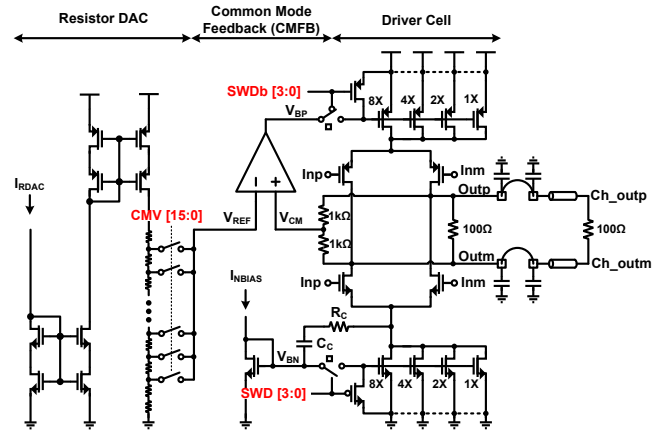 Resistor DAC
Common Mode
Feedback (CMFB)
Driver Cell
SWDb [3:0]
VBP
8X
4X
2X
1X
Inp
Inm
IRDAC
CMV [15:0]
VREF
VCM
1kΩ
1kΩ
Outp
Ch_outp
100Ω
100Ω
Outm
Ch_outm
INBIAS
Inp
Inm
RC
CC
VBN
8X
4X
2X
1X
SWD [3:0]